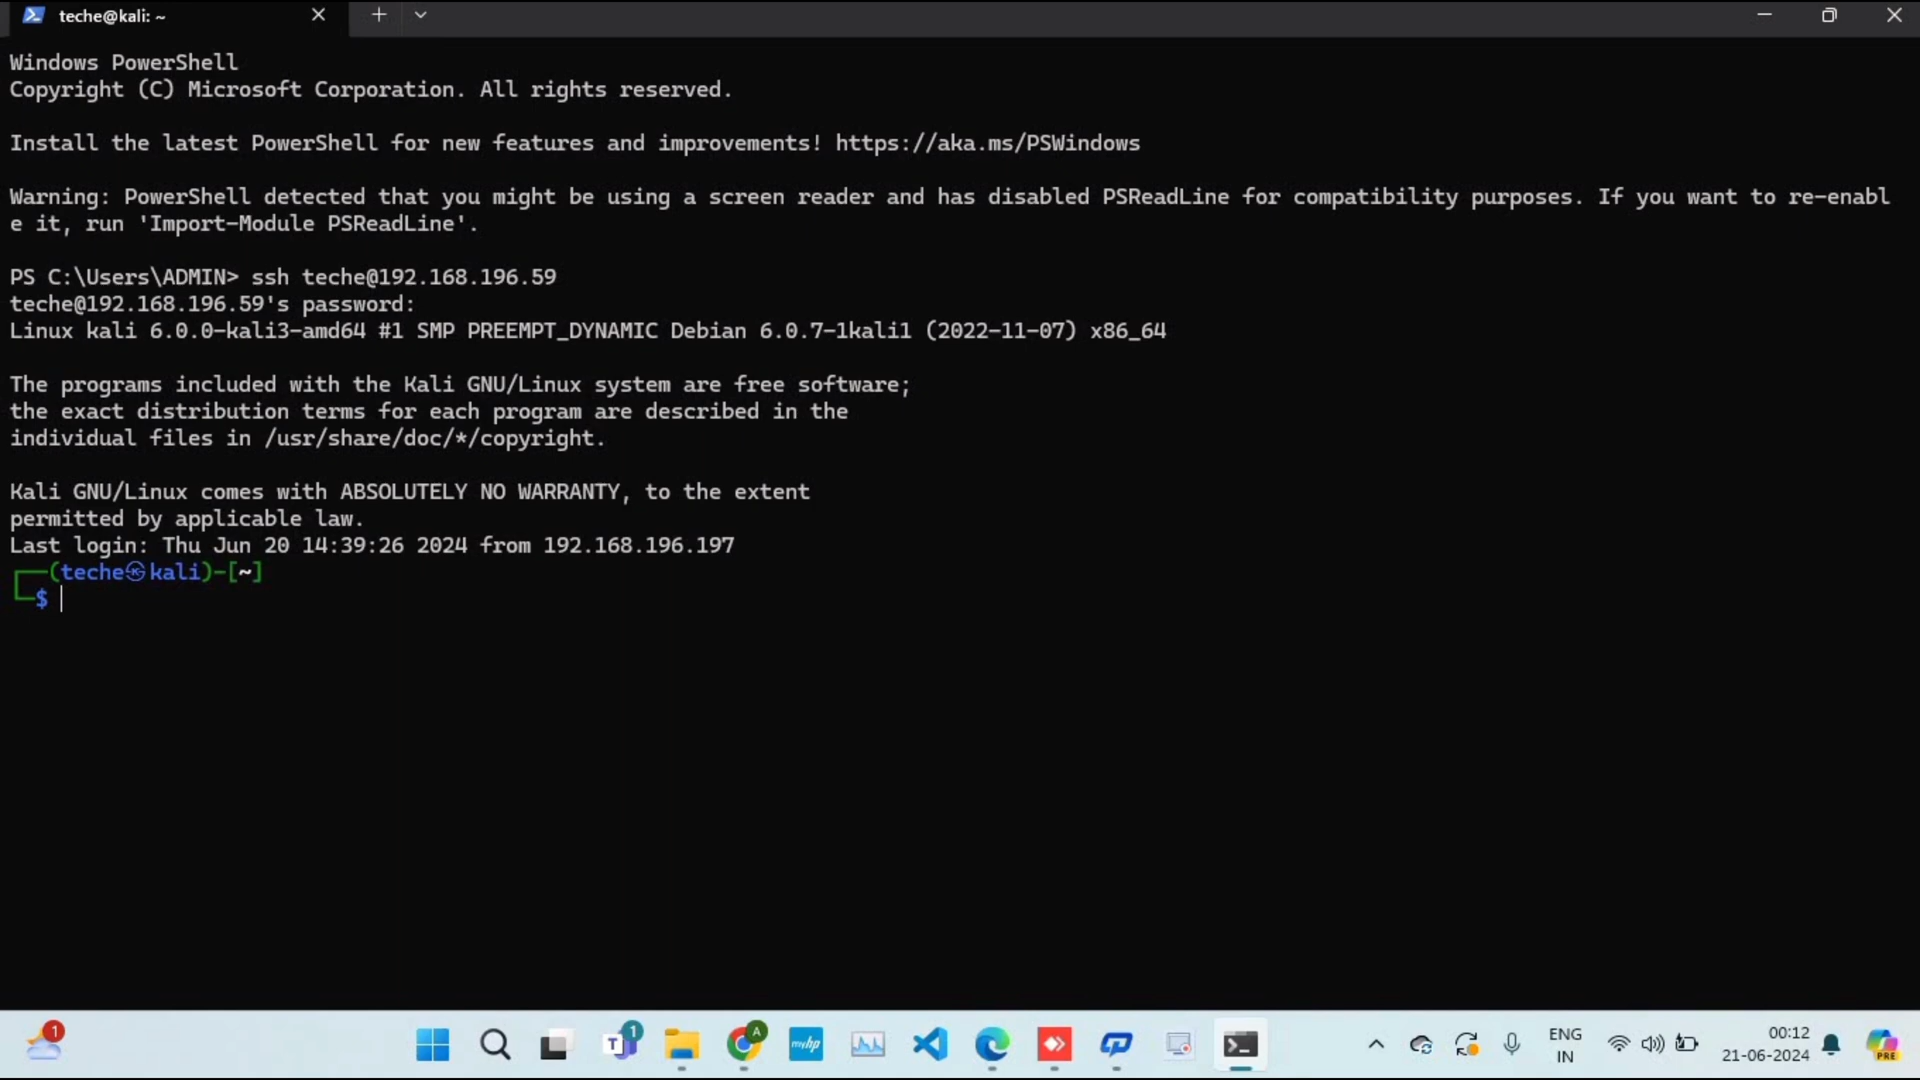 teche@kali: ~
Windows PowerShell
Copyright (C) Microsoft Corporation. All rights reserved.
Install the latest PowerShell for new features and improvements! https://aka.ms/PSWindows
Warning: PowerShell detected that you might be using a screen reader and has disabled PSReadLine for compatibility purposes. If you want to re-enabl
e it, run 'Import-Module PSReadLine'.
PS C:\Users\ADMIN> ssh teche@192.168.196.59
teche@192.168.196.59's password:
Linux kali 6.0.0-kali3-amd64 #1 SMP PREEMPT_DYNAMIC Debian 6.0.7-1kali1 (2022-11-07) x86_64
The programs included with the Kali GNU/Linux system are free software;
the exact distribution terms for each program are described in the
individual files in /usr/share/doc/*/copyright.
Kali GNU/Linux comes with ABSOLUTELY NO WARRANTY, to the extent
permitted by applicable law.
Last login: Thu Jun 20 14:39:26 2024 from 192.168.196.197
┌──(teche㉿kali)-[~]
└─$
1
T 1
A
myhp
ENG
IN
00:12
21-06-2024
PRE